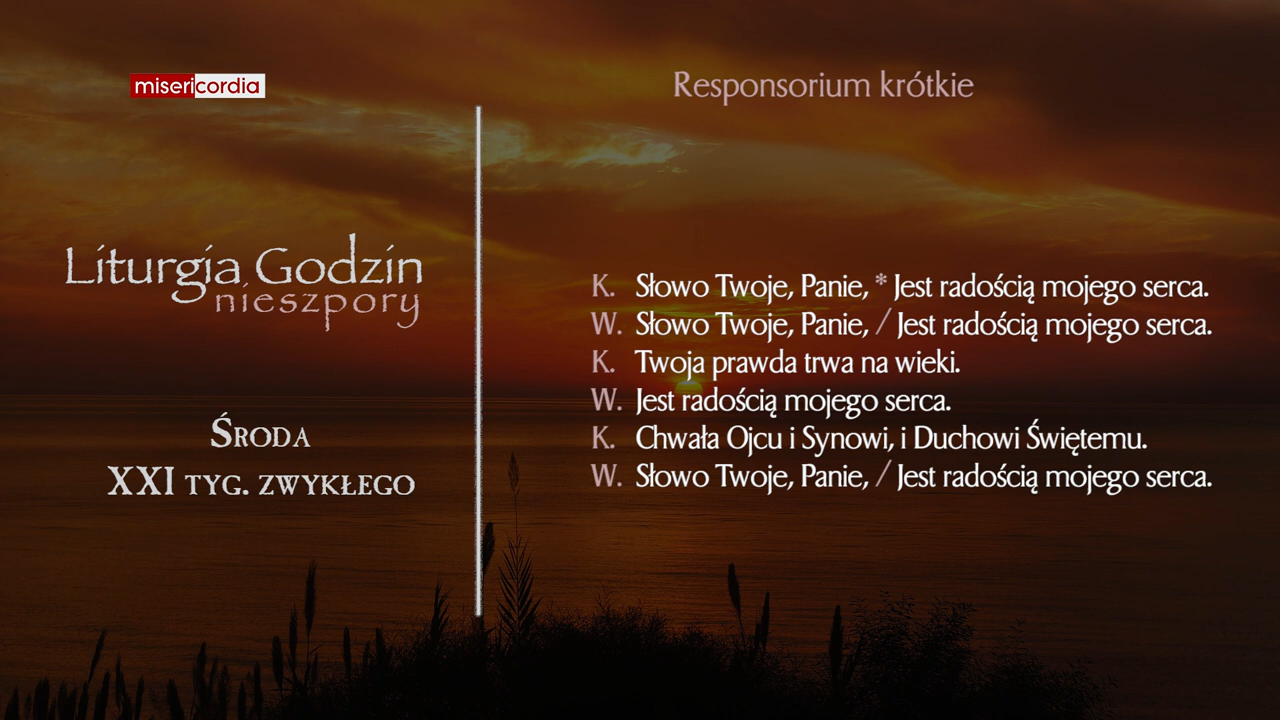 misericordia
Liturgia Godzin
nieszpory
Środa
XXI tyg. zwykłego
Responsorium krótkie
K. Słowo Twoje, Panie, * Jest radością mojego serca.
W. Słowo Twoje, Panie, / Jest radością mojego serca.
K. Twoja prawda trwa na wieki.
W. Jest radością mojego serca.
K. Chwała Ojcu i Synowi, i Duchowi Świętemu.
W. Słowo Twoje, Panie, / Jest radością mojego serca.